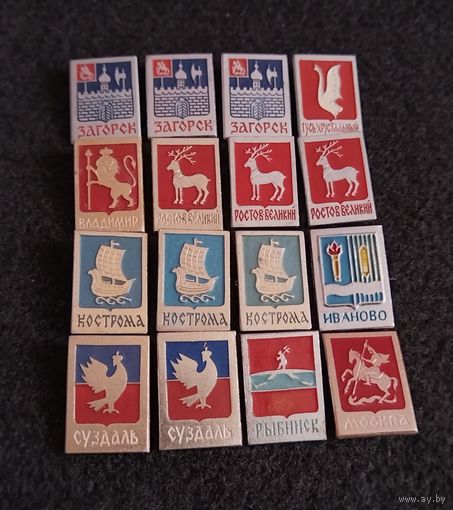 ЗАГОРСК
ЗАГОРСК
ЗАГОРСК
ГУСЬ ХРУСТАЛЬНЫЙ
ВЛАДИМИР
РОСТОВ ВЕЛИКИЙ
РОСТОВ ВЕЛИКИЙ
РОСТОВ ВЕЛИКИЙ
КОСТРОМА
КОСТРОМА
КОСТРОМА
ИВАНОВО
СУЗДАЛЬ
СУЗДАЛЬ
РЫБИНСК
МОСКВА
© www.ay.by